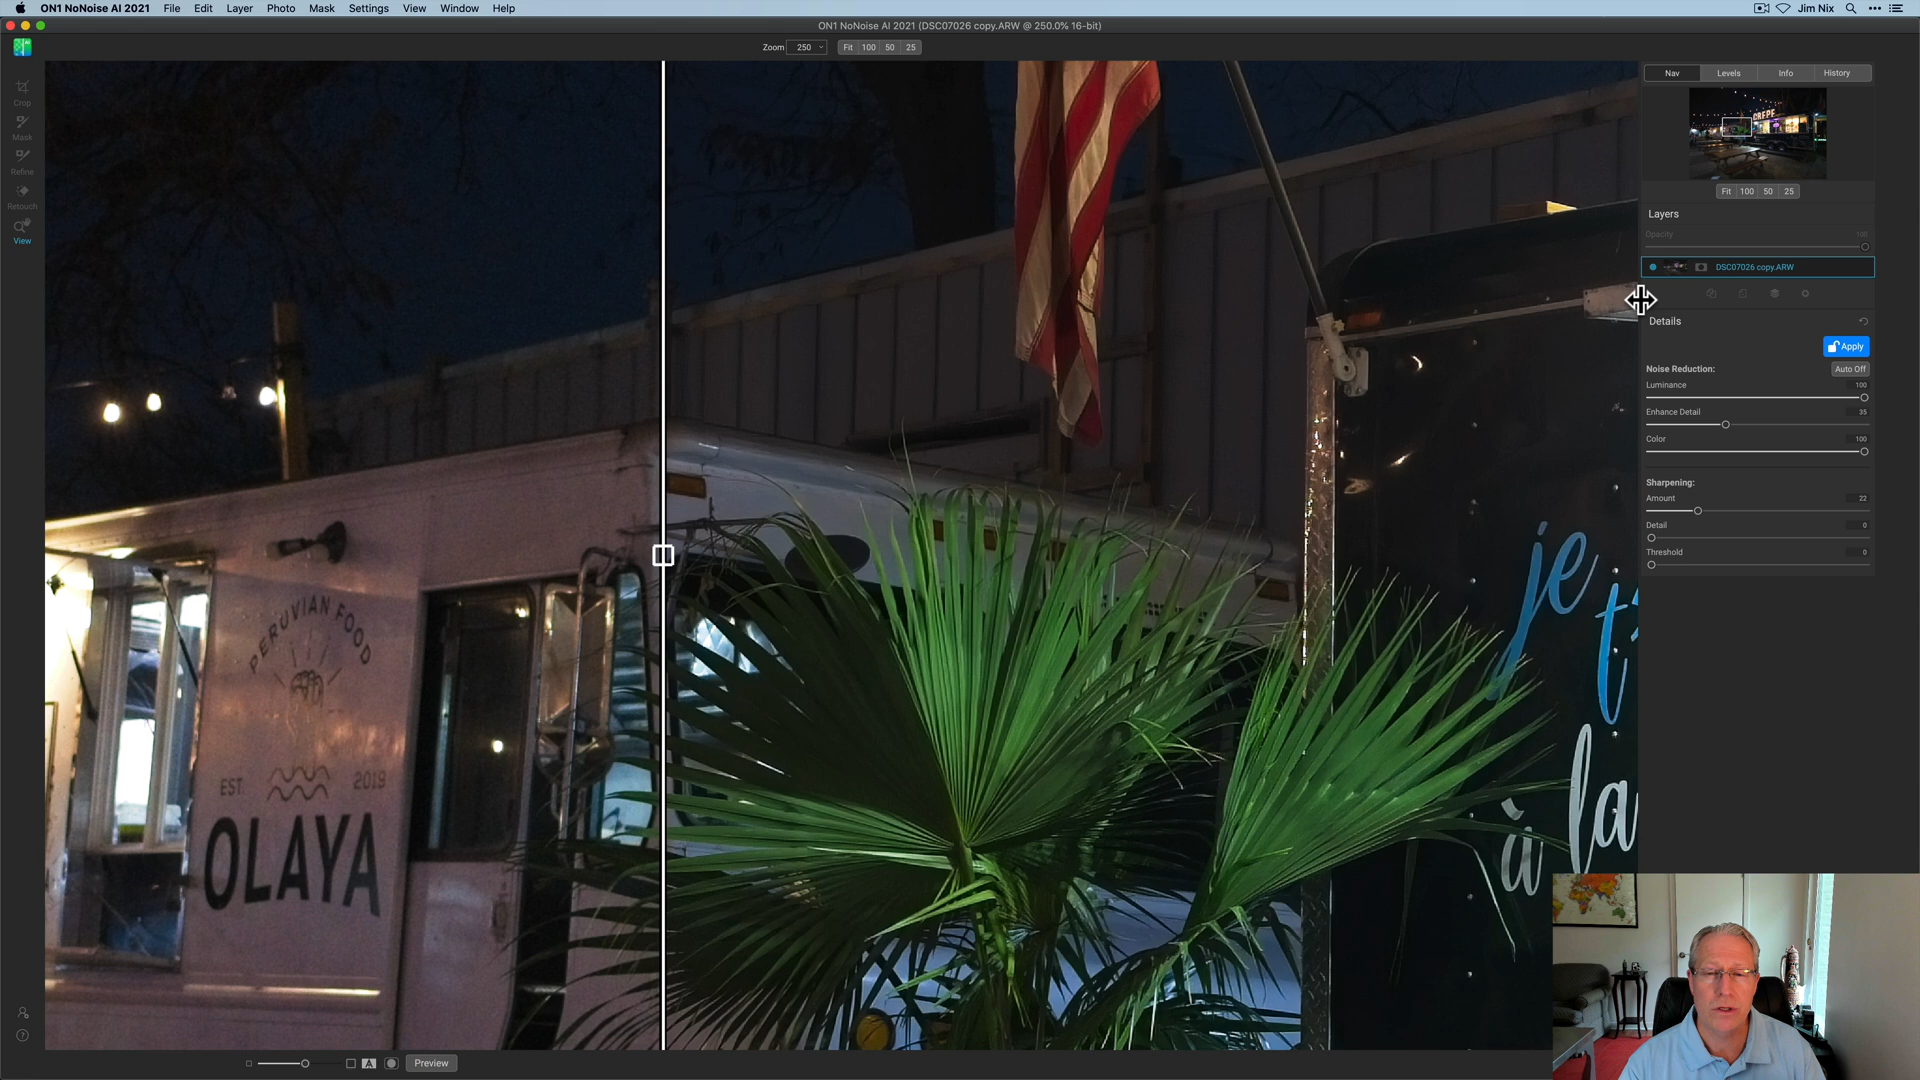 ON1 NoNoise AI 2021 File Edit Layer Photo Mask Settings View Window Help Jim Nix
ON1 NoNoise AI 2021 (DSC07026 copy.ARW @ 250.0% 16-bit)
Zoom 250 Fit 100 50 25
Crop
Mask
Refine
Retouch
View
Nav Levels Info History
CREPE
Fit 100 50 25
Layers
Opacity 100
DSC07026 copy.ARW
Details
Apply
Noise Reduction: Auto Off
Luminance 100
Enhance Detail 35
Color 100
Sharpening:
Amount 22
Detail 0
Threshold 0
PERUVIAN FOOD
EST. 2019
OLAYA
je
t'
à la
A Preview